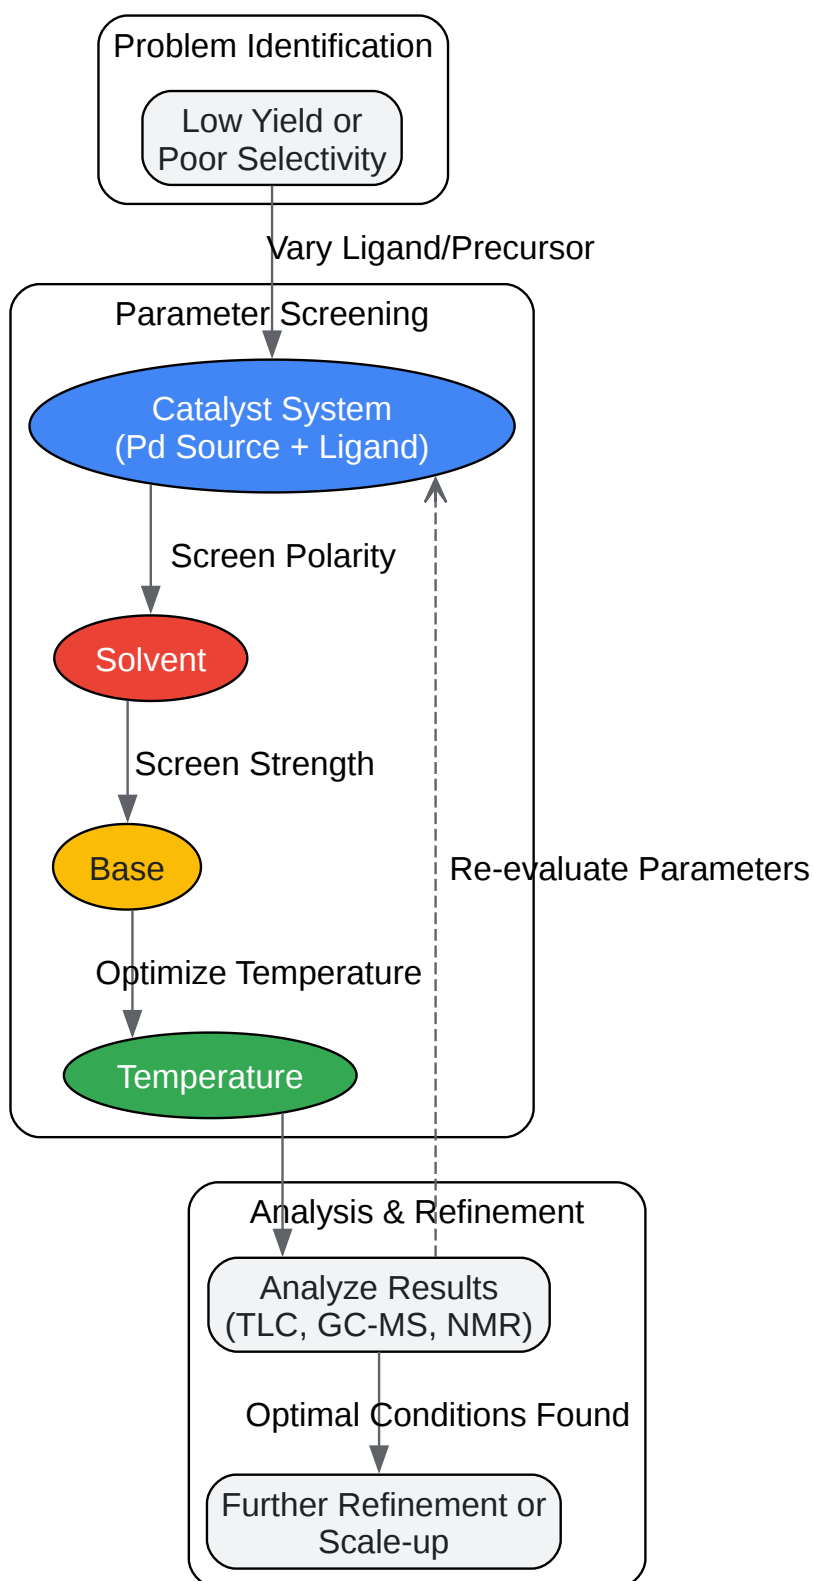 Problem Identification
Low Yield or
Poor Selectivity
Vary Ligand/Precursor
Parameter Screening
Catalyst System
(Pd Source + Ligand)
Screen Polarity
Solvent
Screen Strength
Base
Re-evaluate Parameters
Optimize Temperature
Temperature
Analysis & Refinement
Analyze Results
(TLC, GC-MS, NMR)
Optimal Conditions Found
Further Refinement or
Scale-up